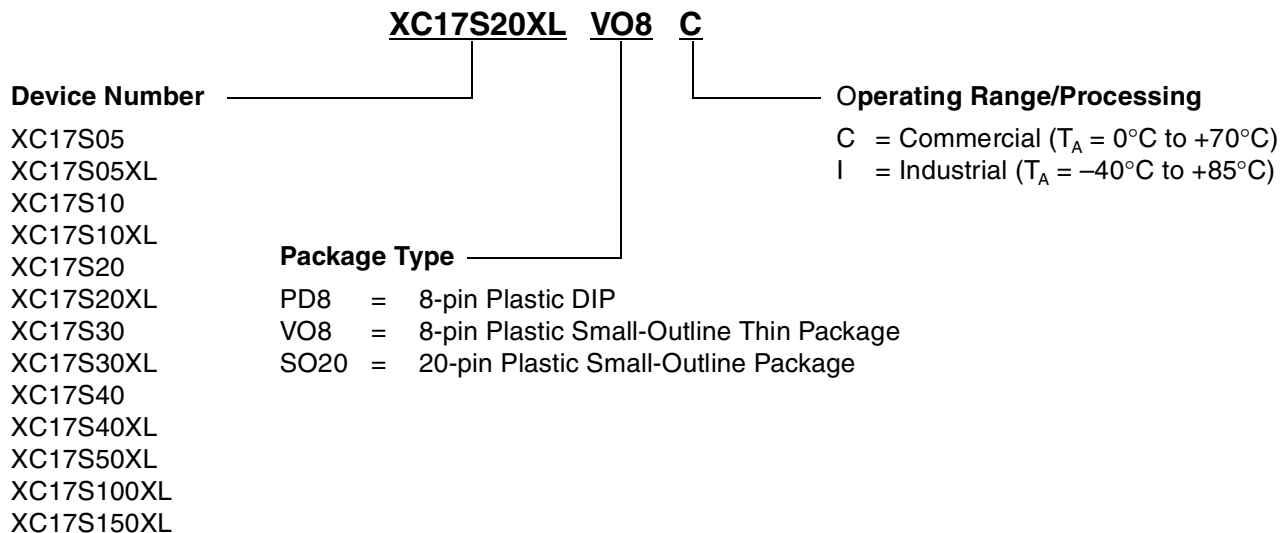 XC17S20XL VO8 C
Device Number
XC17S05
XC17S05XL
XC17S10
XC17S10XL
XC17S20
XC17S20XL
XC17S30
XC17S30XL
XC17S40
XC17S40XL
XC17S50XL
XC17S100XL
XC17S150XL
Package Type
PD8 = 8-pin Plastic DIP
VO8 = 8-pin Plastic Small-Outline Thin Package
SO20 = 20-pin Plastic Small-Outline Package
Operating Range/Processing
C = Commercial (TA = 0°C to +70°C)
I = Industrial (TA = –40°C to +85°C)